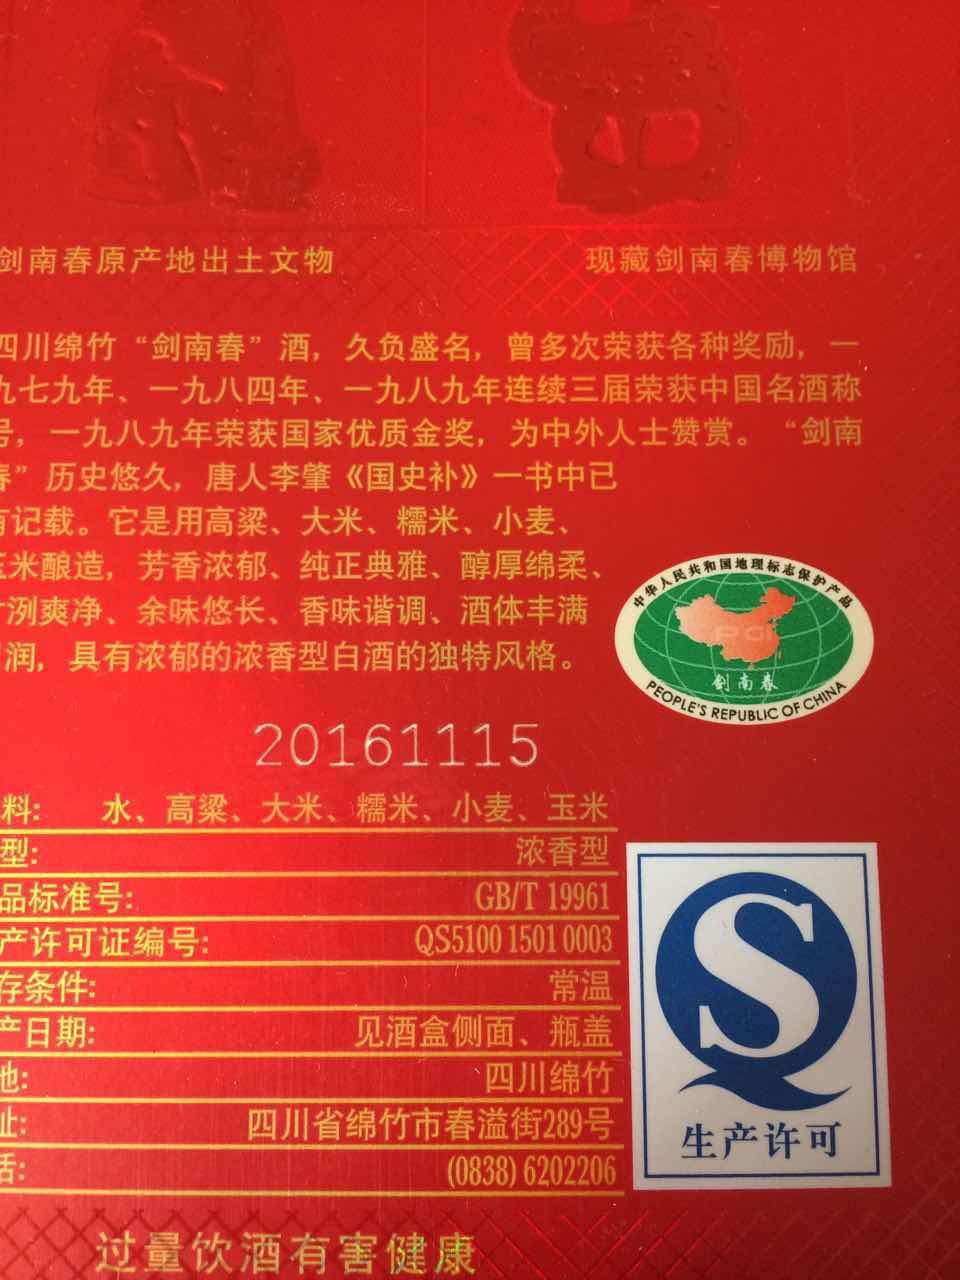 剑南春原产地出土文物
现藏剑南春博物馆
四川绵竹“剑南春”酒，久负盛名，曾多次荣获各种奖励，一
九七九年、一九八四年、一九八九年连续三届荣获中国名酒称
号，一九八九年荣获国家优质金奖，为中外人士赞赏。“剑南
春”历史悠久，唐人李肇《国史补》一书中已
有记载。它是用高粱、大米、糯米、小麦、
玉米酿造，芳香浓郁、纯正典雅、醇厚绵柔、
冽爽净、余味悠长、香味谐调、酒体丰满
润，具有浓郁的浓香型白酒的独特风格。
中华人民共和国地理标志保护产品
PGI
剑南春
PEOPLE'S REPUBLIC OF CHINA
20161115
料: 水、高粱、大米、糯米、小麦、玉米
型: 浓香型
品标准号: GB/T 19961
产许可证编号: QS5100 1501 0003
存条件: 常温
产日期: 见酒盒侧面、瓶盖
地: 四川绵竹
址: 四川省绵竹市春溢街289号
话: (0838) 6202206
生产许可
过量饮酒有害健康